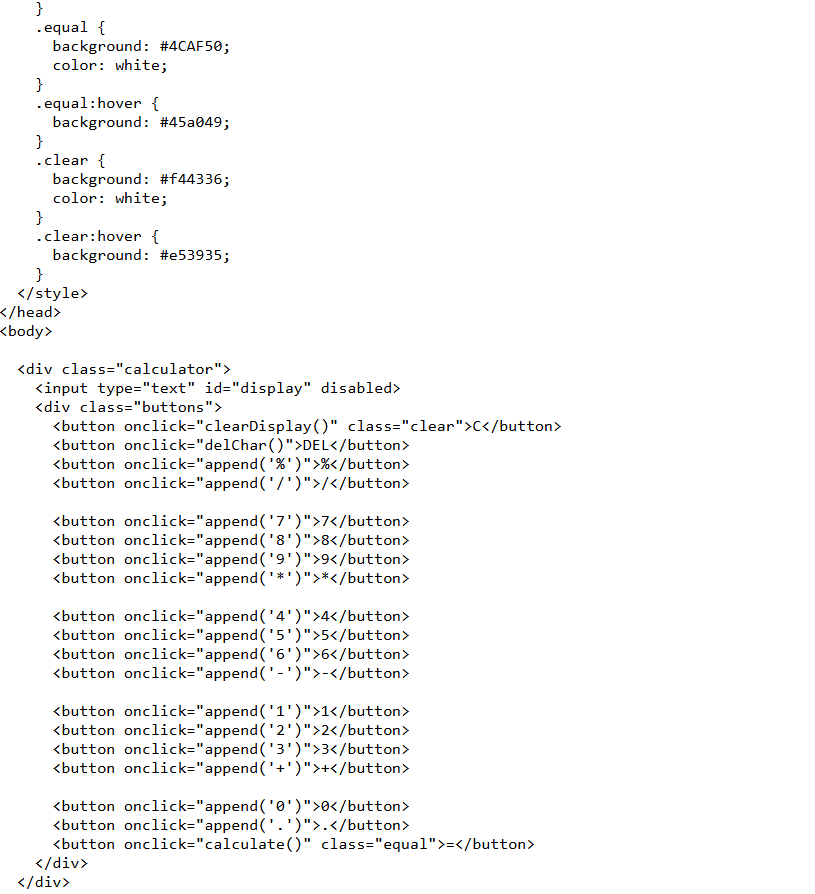 }
    .equal {
      background: #4CAF50;
      color: white;
    }
    .equal:hover {
      background: #45a049;
    }
    .clear {
      background: #f44336;
      color: white;
    }
    .clear:hover {
      background: #e53935;
    }
  </style>
</head>
<body>

  <div class="calculator">
    <input type="text" id="display" disabled>
    <div class="buttons">
      <button onclick="clearDisplay()" class="clear">C</button>
      <button onclick="delChar()">DEL</button>
      <button onclick="append('%')">%</button>
      <button onclick="append('/')">/</button>

      <button onclick="append('7')">7</button>
      <button onclick="append('8')">8</button>
      <button onclick="append('9')">9</button>
      <button onclick="append('*')">*</button>

      <button onclick="append('4')">4</button>
      <button onclick="append('5')">5</button>
      <button onclick="append('6')">6</button>
      <button onclick="append('-')">-</button>

      <button onclick="append('1')">1</button>
      <button onclick="append('2')">2</button>
      <button onclick="append('3')">3</button>
      <button onclick="append('+')">+</button>

      <button onclick="append('0')">0</button>
      <button onclick="append('.')">.</button>
      <button onclick="calculate()" class="equal">=</button>
    </div>
  </div>